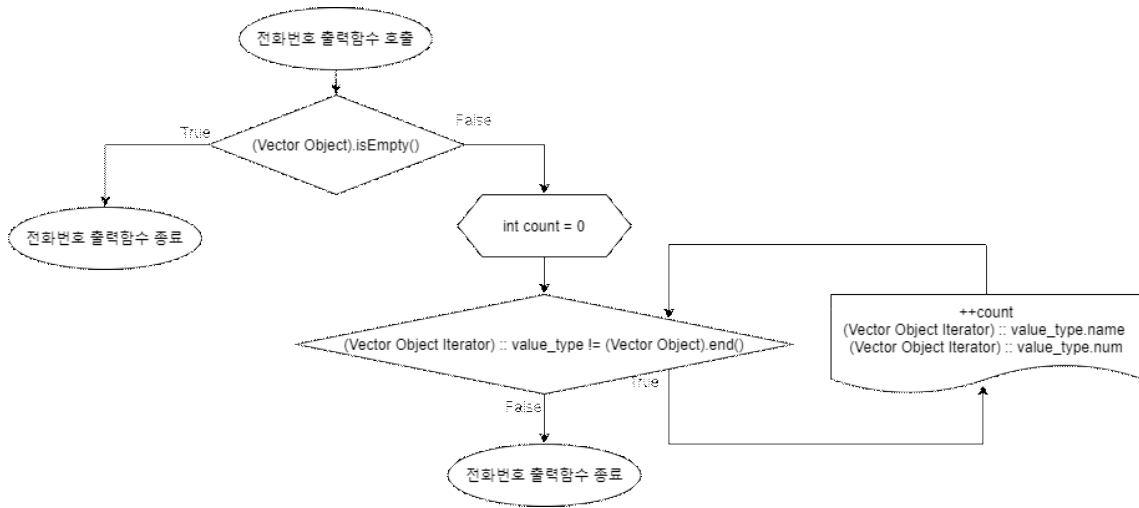 전화번호 출력함수 호출
True
False
(Vector Object).isEmpty()
전화번호 출력함수 종료
int count = 0
++count
(Vector Object Iterator) :: value_type.name
(Vector Object Iterator) :: value_type.num
(Vector Object Iterator) :: value_type != (Vector Object).end()
True
False
전화번호 출력함수 종료